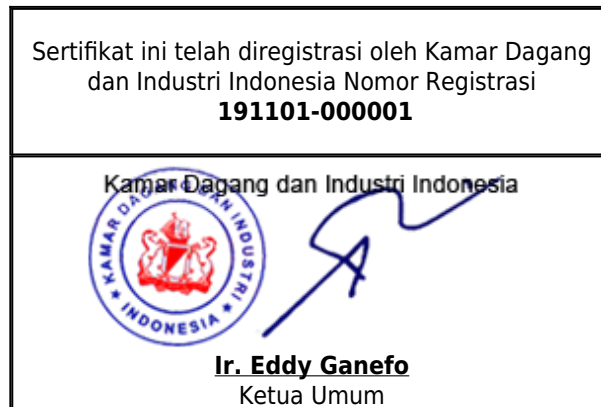 Sertifikat ini telah diregistrasi oleh Kamar Dagang
dan Industri Indonesia Nomor Registrasi
191101-000001
Kamar Dagang dan Industri Indonesia
KAMAR DAGANG DAN INDUSTRI
INDONESIA
Ir. Eddy Ganefo
Ketua Umum